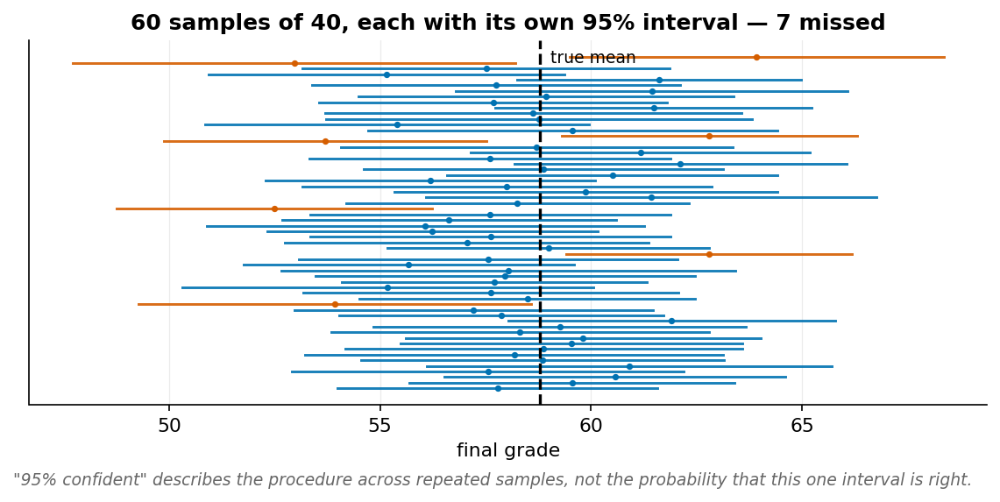 60 samples of 40, each with its own 95% interval — 7 missed
true mean
50 55 60 65
final grade
"95% confident" describes the procedure across repeated samples, not the probability that this one interval is right.